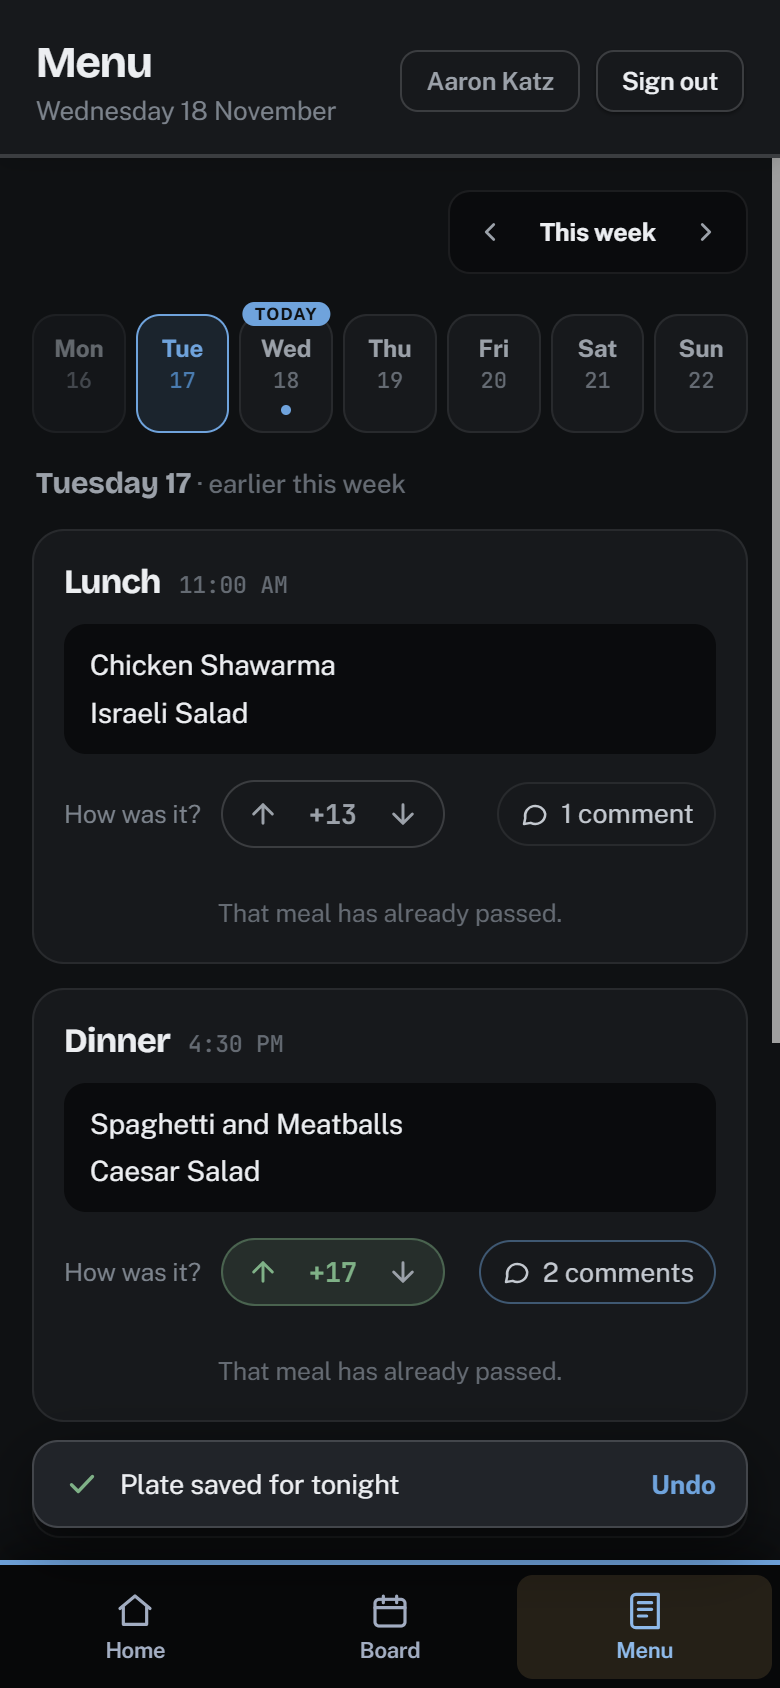 Menu
Wednesday 18 November
Aaron Katz
Sign out
This week
TODAY
Mon Tue Wed Thu Fri Sat Sun
16 17 18 19 20 21 22
Tuesday 17 · earlier this week
Lunch 11:00 AM
Chicken Shawarma
Israeli Salad
How was it? +13 1 comment
That meal has already passed.
Dinner 4:30 PM
Spaghetti and Meatballs
Caesar Salad
How was it? +17 2 comments
That meal has already passed.
Plate saved for tonight Undo
Home Board Menu